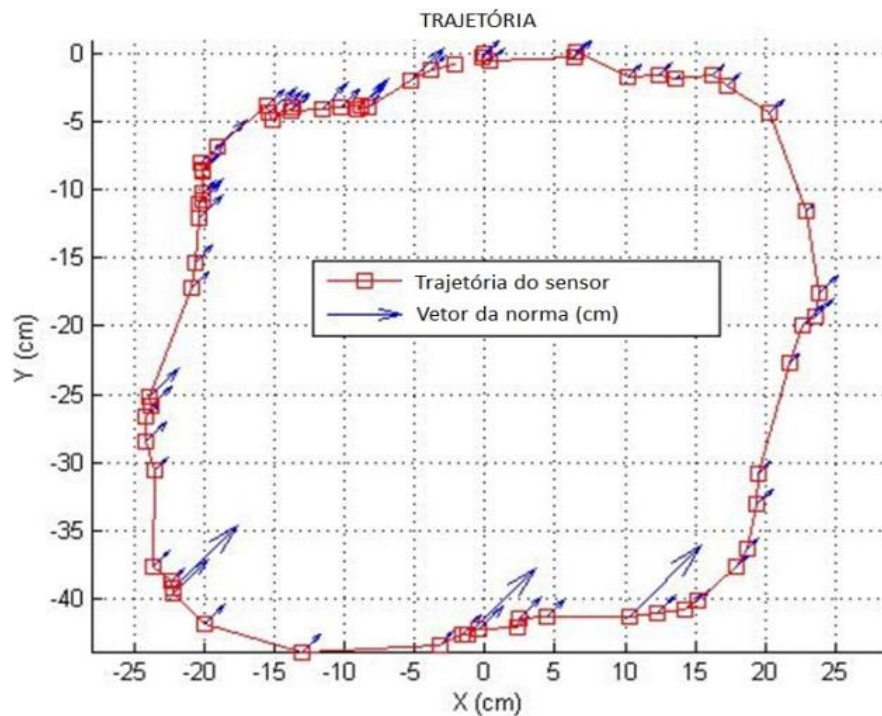 TRAJETÓRIA
0
-5
-10
-15
-20
-25
-30
-35
-40
Y (cm)
Trajetória do sensor
Vetor da norma (cm)
-25 -20 -15 -10 -5 0 5 10 15 20 25
X (cm)